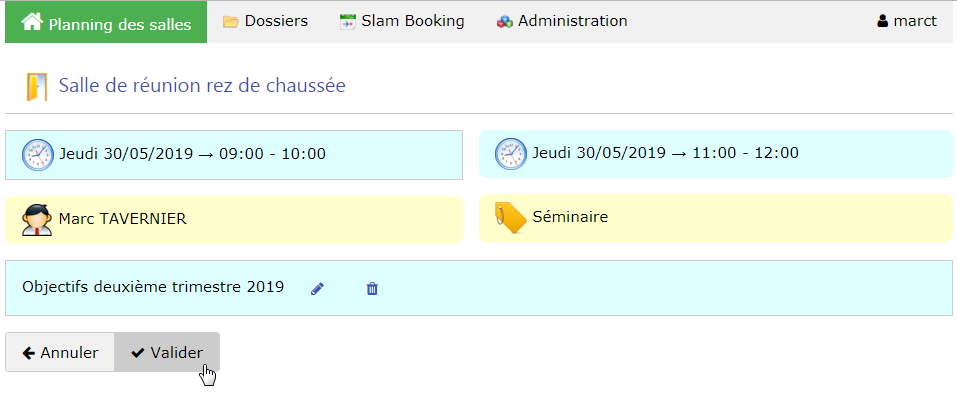 Planning des salles Dossiers Slam Booking Administration marct
Salle de réunion rez de chaussée
Jeudi 30/05/2019 → 09:00 - 10:00
Jeudi 30/05/2019 → 11:00 - 12:00
Marc TAVERNIER
Séminaire
Objectifs deuxième trimestre 2019
Annuler Valider